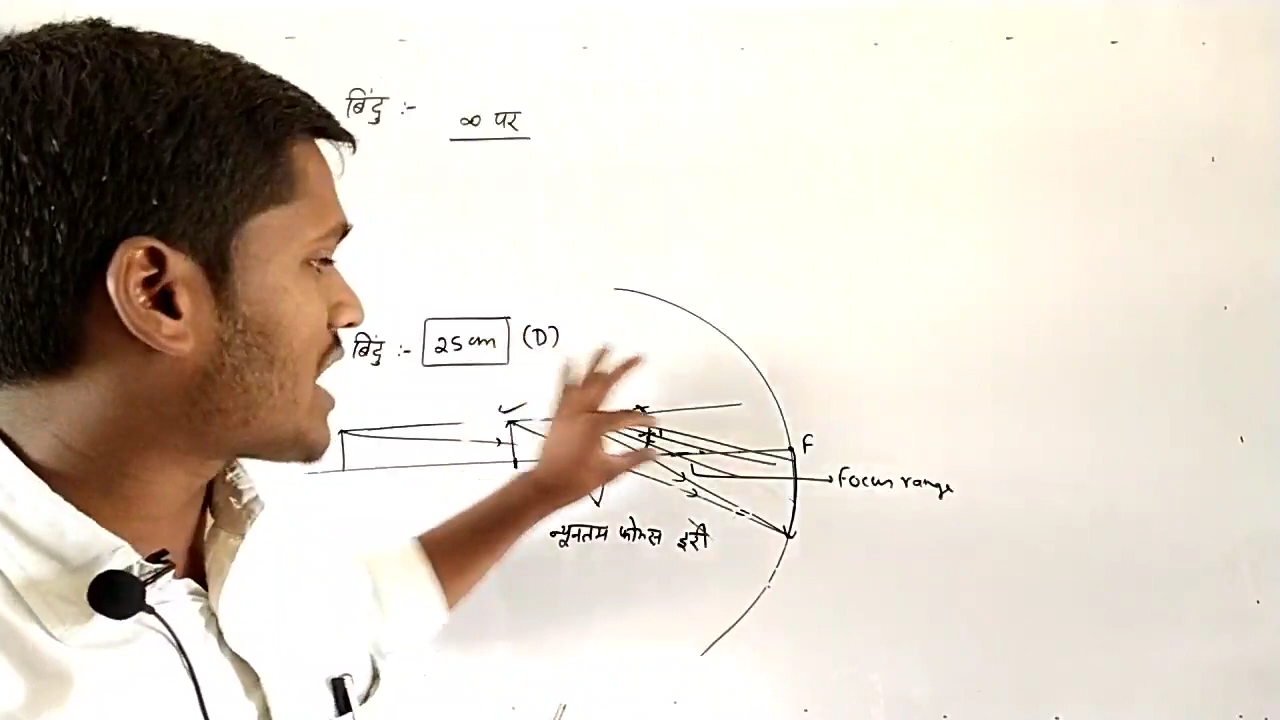 बिंदु :-
∞ पर
बिंदु :- 25 cm (D)
F
Focus range
न्यूनतम फोकस दूरी